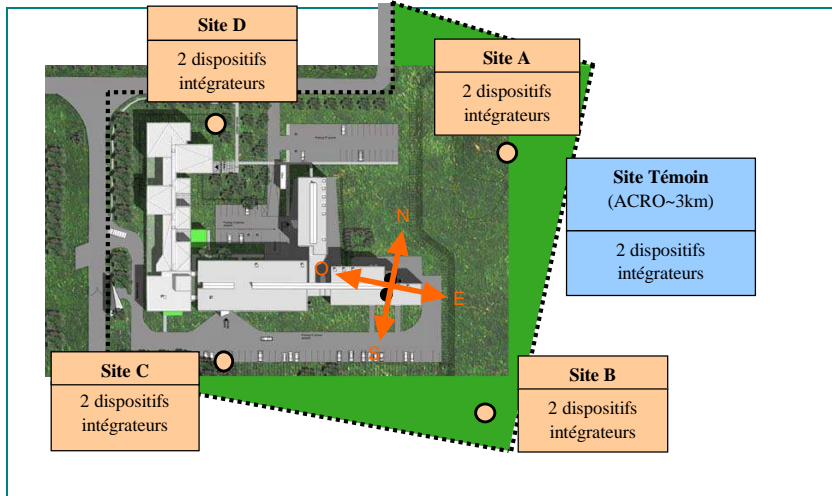 Site D
2 dispositifs
intégrateurs
Site A
2 dispositifs
intégrateurs
Site Témoin
(ACRO~3km)
2 dispositifs
intégrateurs
N
O
E
S
Site C
2 dispositifs
intégrateurs
Site B
2 dispositifs
intégrateurs